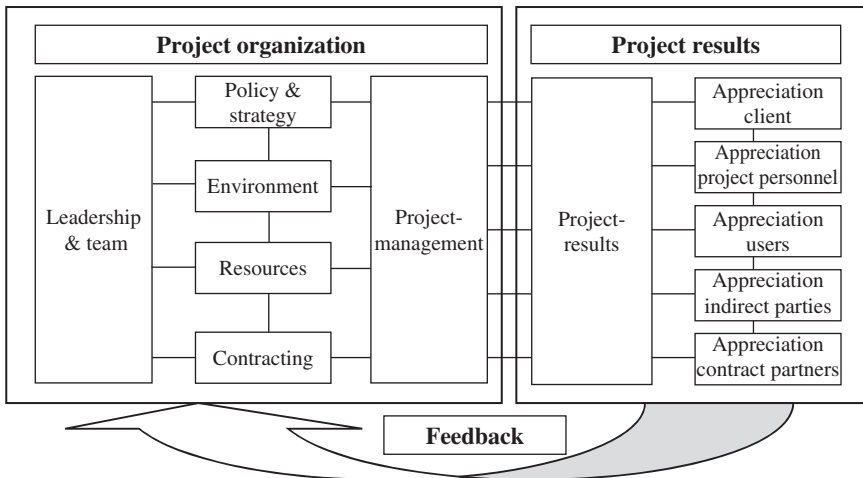 Project organization
Project results
Leadership
& team
Policy &
strategy
Environment
Resources
Contracting
Project-
management
Project-
results
Appreciation
client
Appreciation
project personnel
Appreciation
users
Appreciation
indirect parties
Appreciation
contract partners
Feedback